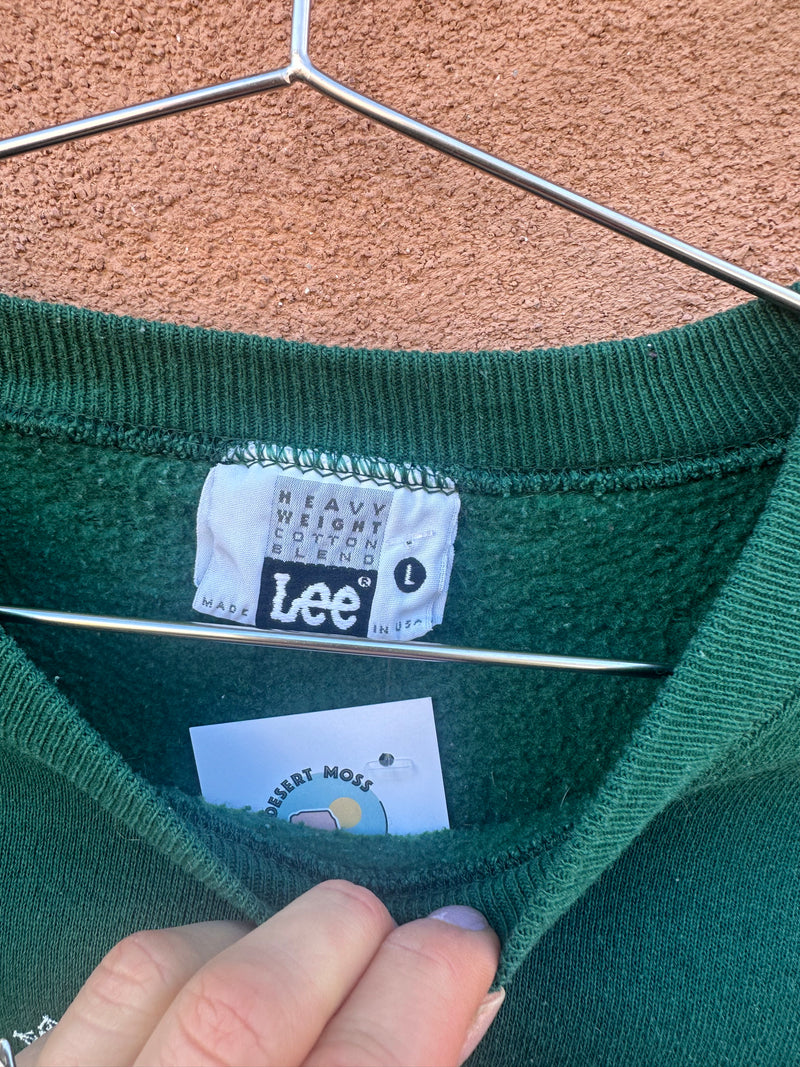 HEAVY
WEIGHT
COTTON
BLEND
Lee®
L
MADE IN USA
DESERT MOSS